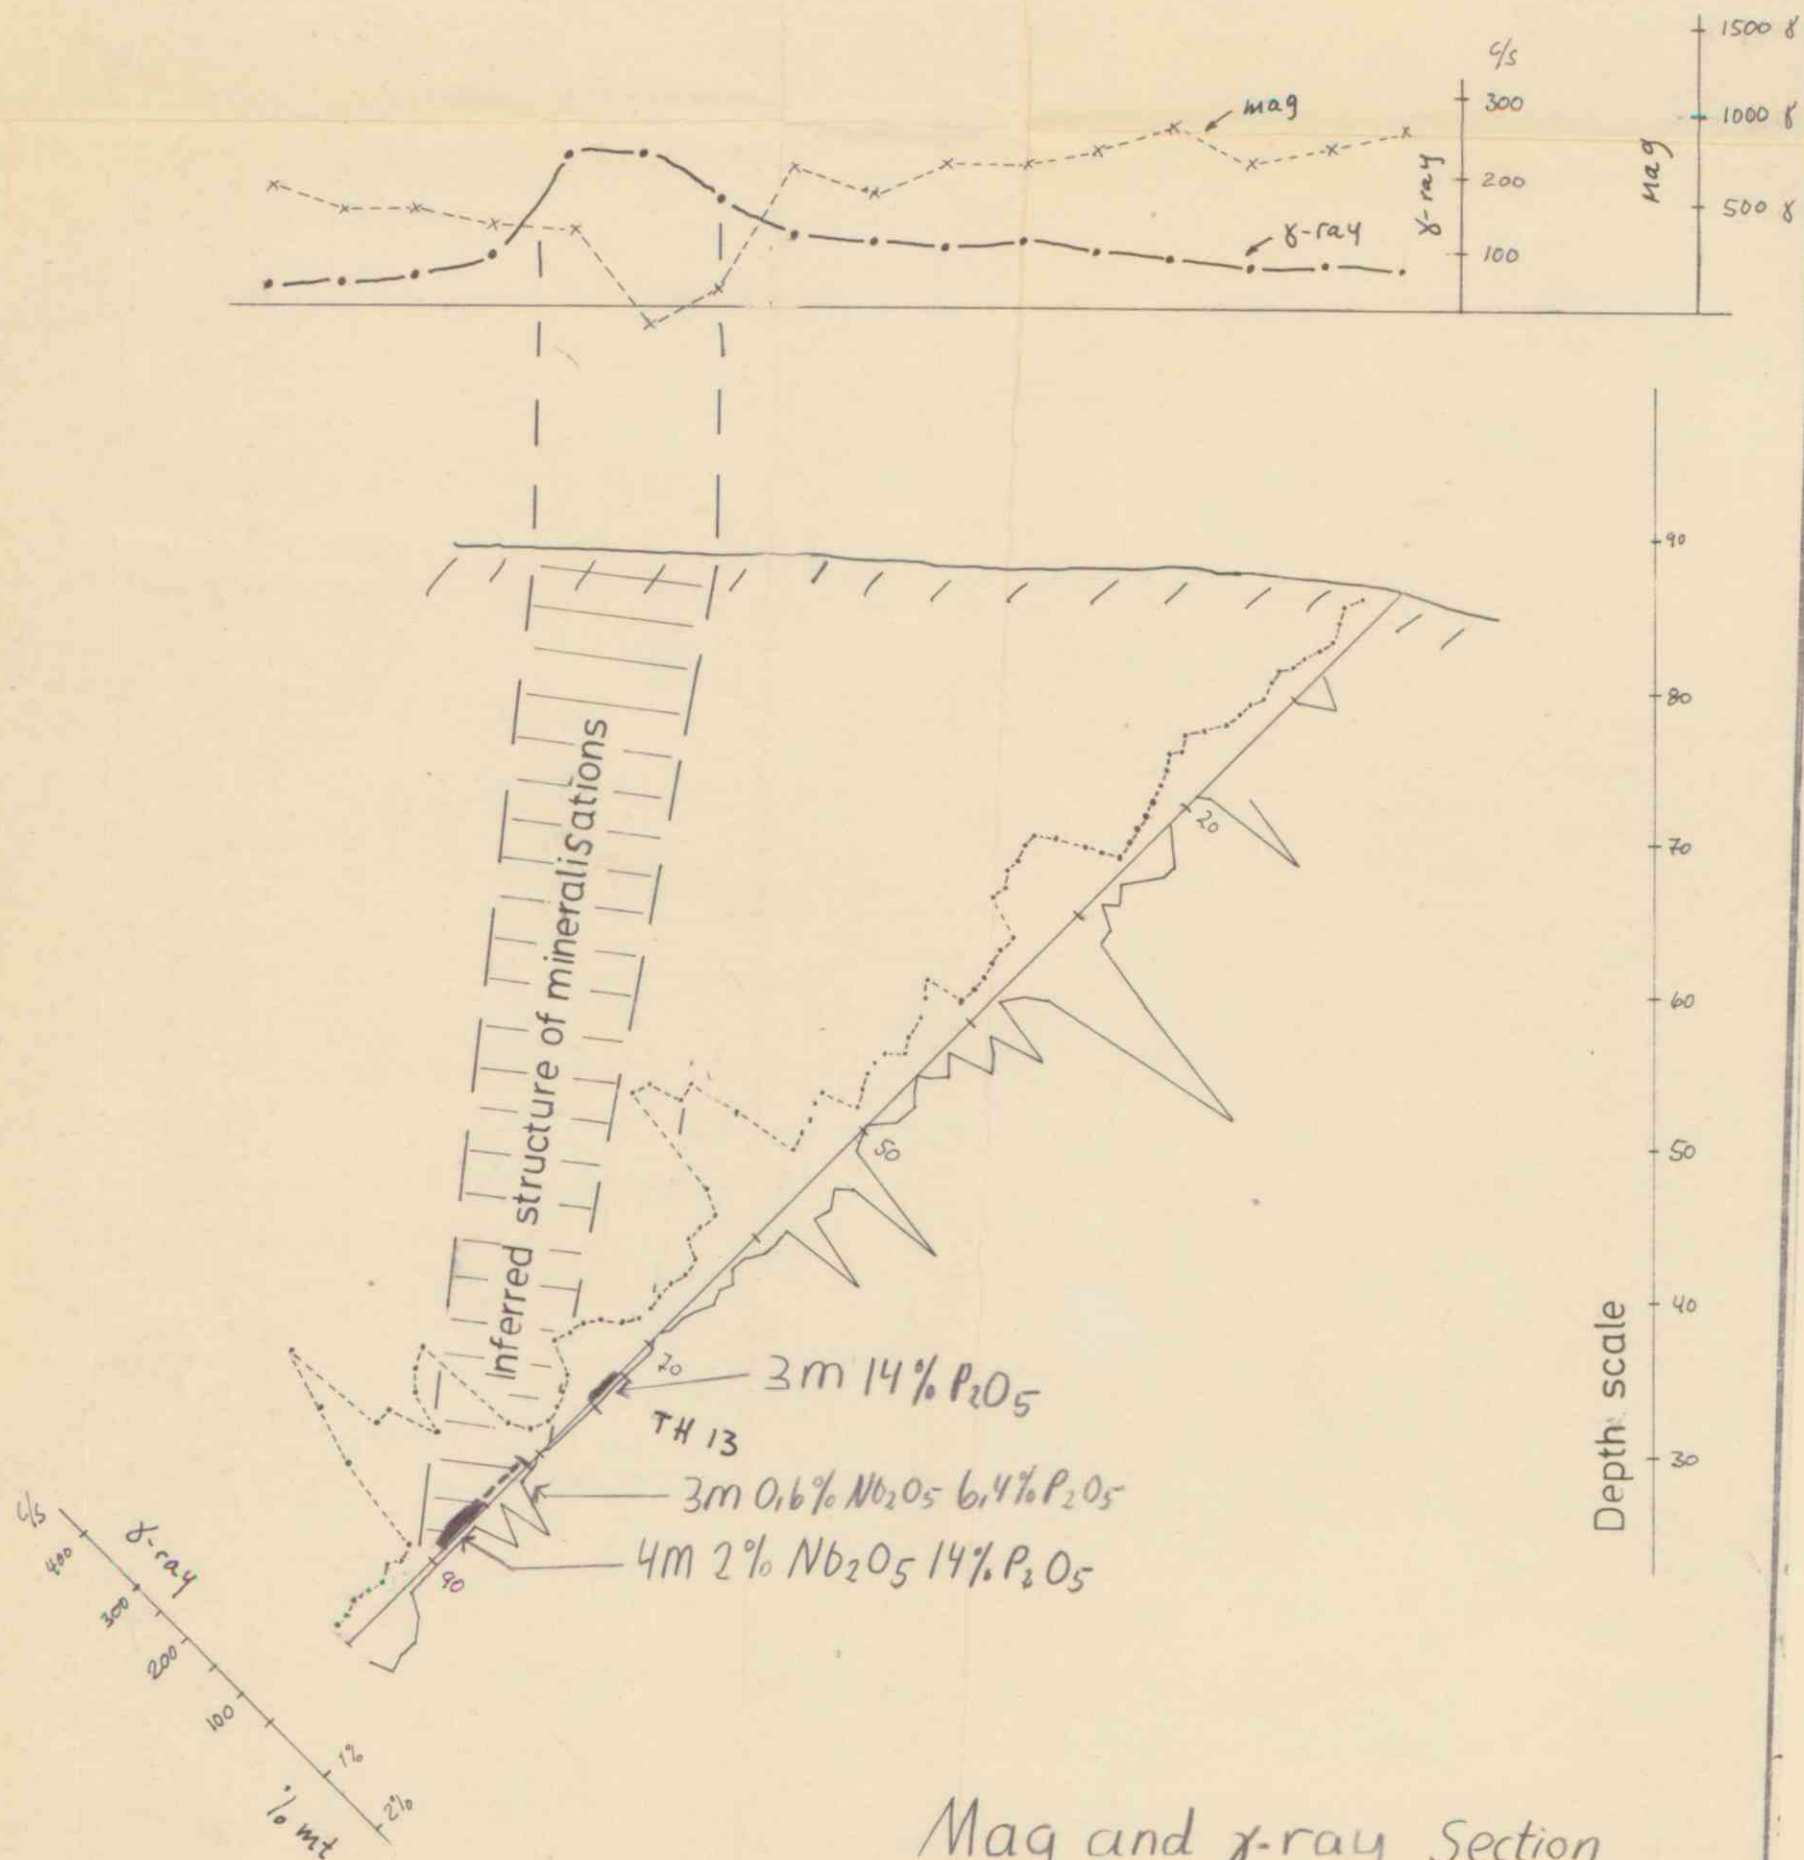 c/s
300
200
100
γ-ray
1500 γ
1000 γ
500 γ
Mag
mag
γ-ray
90
80
70
60
50
40
30
Depth scale
Inferred structure of mineralisations
20
50
70
90
3m 14% P₂O₅
TH 13
3m 0,6% Nb₂O₅ 6,4% P₂O₅
4m 2% Nb₂O₅ 14% P₂O₅
c/s
γ-ray
400
300
200
100
1%
2%
% mt
Mag and γ-ray Section